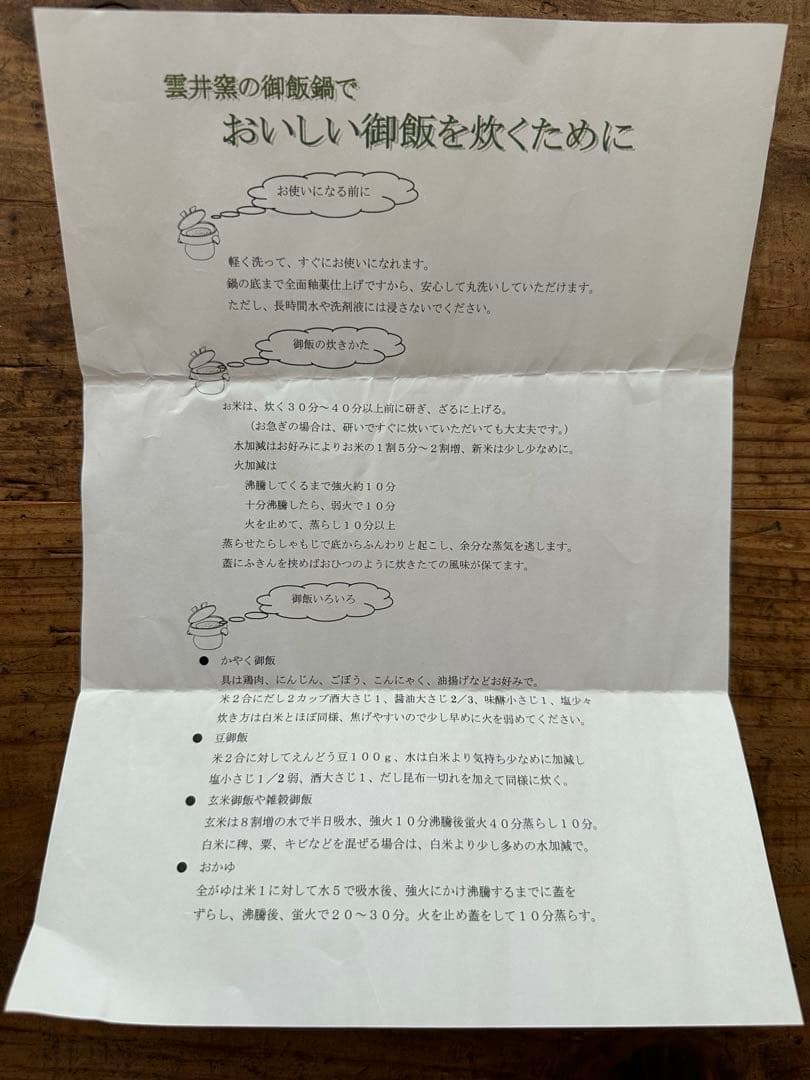 雲井窯の御飯鍋で
おいしい御飯を炊くために
お使いになる前に
軽く洗って、すぐにお使いになれます。
鍋の底まで全面釉薬仕上げですから、安心して丸洗いしていただけます。
ただし、長時間水や洗剤液には浸さないでください。
御飯の炊きかた
お米は、炊く３０分～４０分以上前に研ぎ、ざるに上げる。
（お急ぎの場合は、研いですぐに炊いていただいても大丈夫です。）
水加減はお好みによりお米の１割５分～２割増、新米は少し少なめに。
火加減は
沸騰してくるまで強火約１０分
十分沸騰したら、弱火で１０分
火を止めて、蒸らし１０分以上
蒸らせたらしゃもじで底からふんわりと起こし、余分な蒸気を逃します。
蓋にふきんを挟めばおひつのように炊きたての風味が保てます。
御飯いろいろ
● かやく御飯
具は鶏肉、にんじん、ごぼう、こんにゃく、油揚げなどお好みで。
米２合にだし２カップ酒大さじ１、醤油大さじ２/３、味醂小さじ１、塩少々
炊き方は白米とほぼ同様、焦げやすいので少し早めに火を弱めてください。
● 豆御飯
米２合に対してえんどう豆１００ｇ、水は白米より気持ち少なめに加減し
塩小さじ１/２弱、酒大さじ１、だし昆布一切れを加えて同様に炊く。
● 玄米御飯や雑穀御飯
玄米は８割増の水で半日吸水、強火１０分沸騰後蛍火４０分蒸らし１０分。
白米に稗、粟、キビなどを混ぜる場合は、白米より少し多めの水加減で。
● おかゆ
全がゆは米１に対して水５で吸水後、強火にかけ沸騰するまでに蓋を
ずらし、沸騰後、蛍火で２０～３０分。火を止め蓋をして１０分蒸らす。